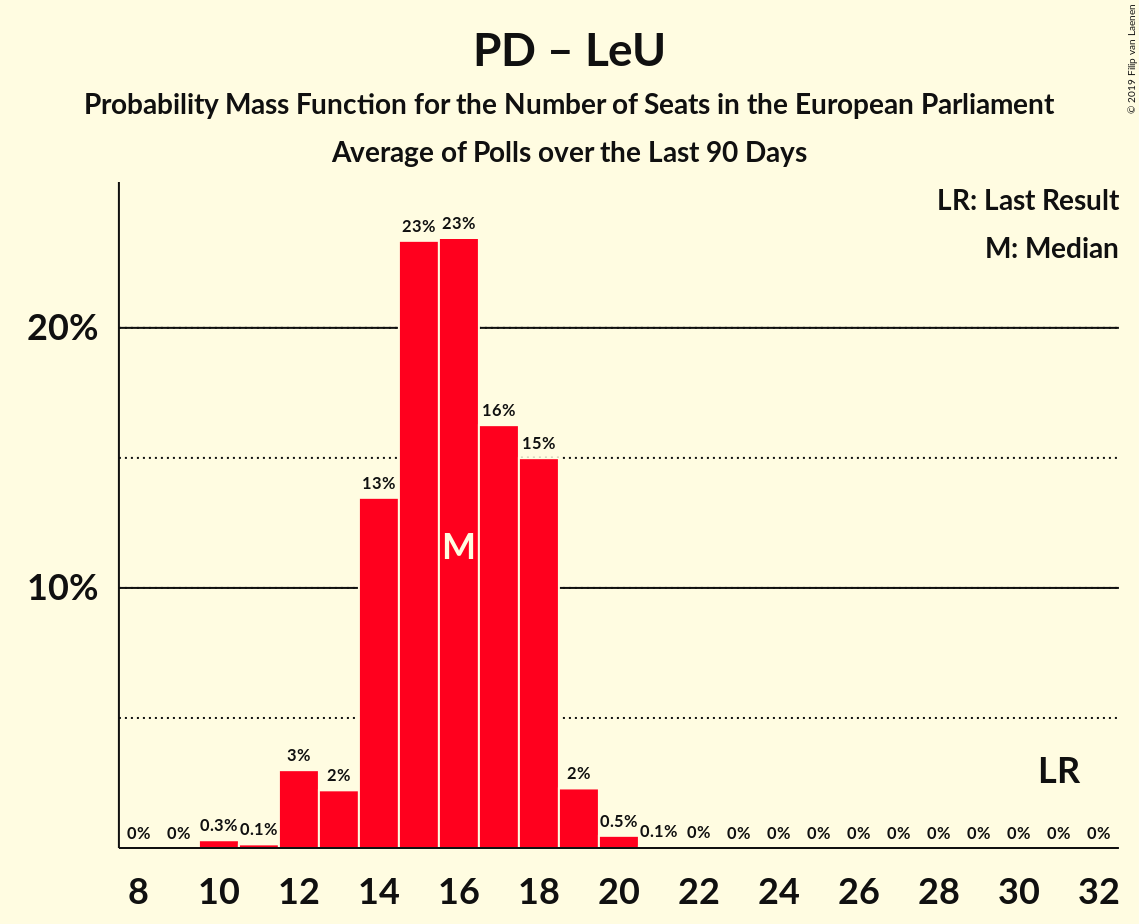 PD – LeU
Probability Mass Function for the Number of Seats in the European Parliament
Average of Polls over the Last 90 Days
© 2019 Filip van Laenen
LR: Last Result
M: Median
23% 23%
20%
16%
15%
13%
M
10%
3%
2%
2%
LR
0% 0% 0.3% 0.1% 0.5% 0.1% 0% 0% 0% 0% 0% 0% 0% 0% 0% 0% 0%
8 10 12 14 16 18 20 22 24 26 28 30 32